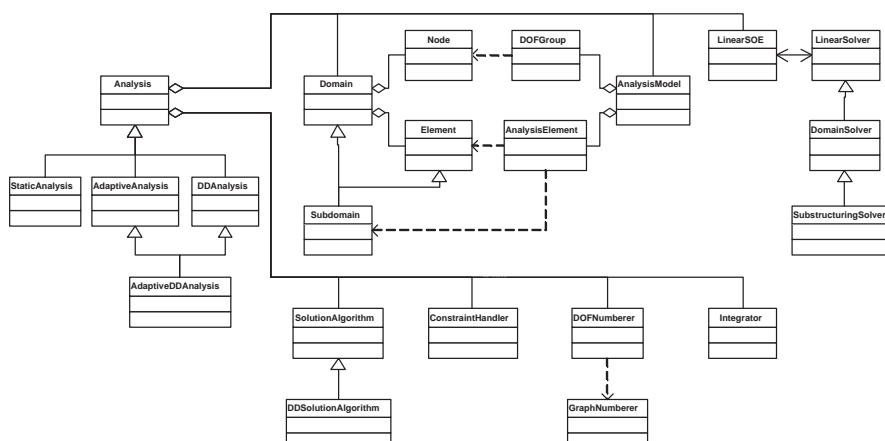 Node
DOFGroup
LinearSOE
LinearSolver
Analysis
Domain
AnalysisModel
Element
AnalysisElement
DomainSolver
StaticAnalysis
AdaptiveAnalysis
DDAnalysis
Subdomain
SubstructuringSolver
AdaptiveDDAnalysis
SolutionAlgorithm
ConstraintHandler
DOFNumberer
Integrator
DDSolutionAlgorithm
GraphNumberer